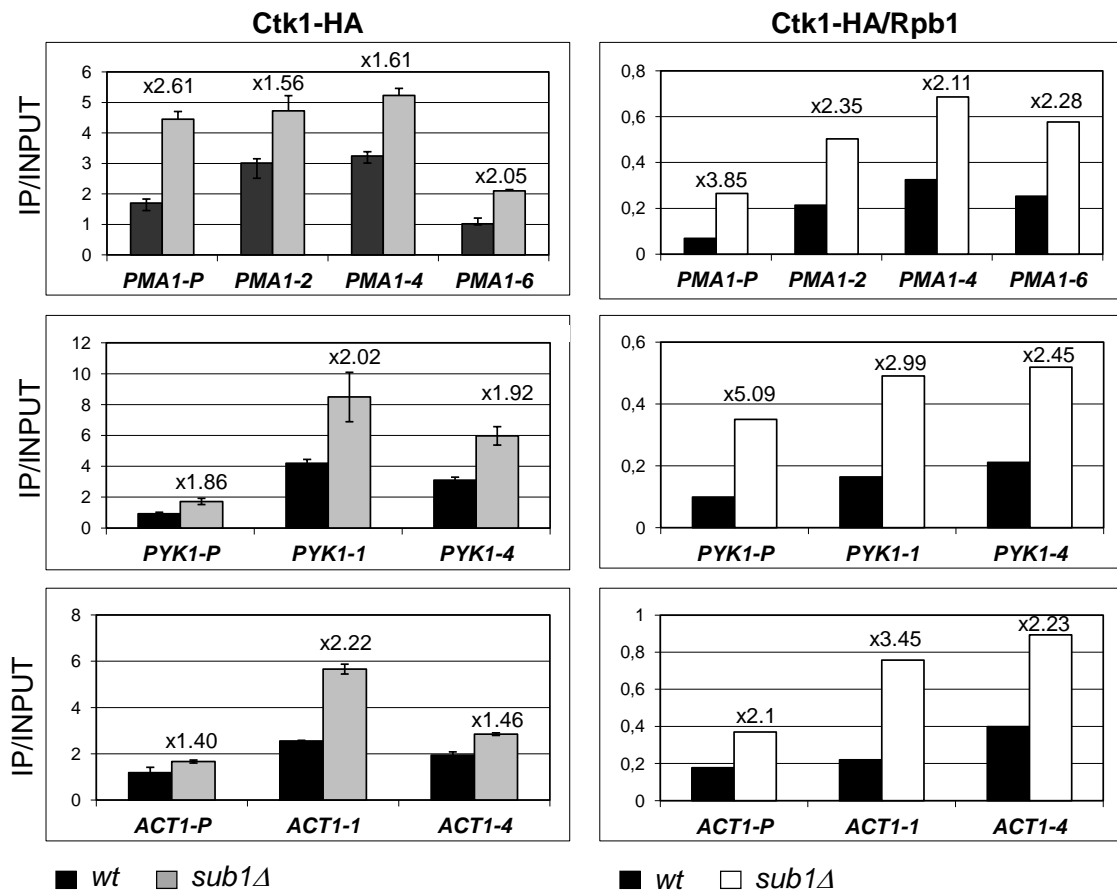 Ctk1-HA
Ctk1-HA/Rpb1
IP/INPUT
6
5
4
3
2
1
0
x2.61
x1.56
x1.61
x2.05
PMA1-P PMA1-2 PMA1-4 PMA1-6
0,8
0,6
0,4
0,2
0
x3.85
x2.35
x2.11
x2.28
PMA1-P PMA1-2 PMA1-4 PMA1-6
IP/INPUT
12
10
8
6
4
2
0
x1.86
x2.02
x1.92
PYK1-P PYK1-1 PYK1-4
0,6
0,4
0,2
0
x5.09
x2.99
x2.45
PYK1-P PYK1-1 PYK1-4
IP/INPUT
8
6
4
2
0
x1.40
x2.22
x1.46
ACT1-P ACT1-1 ACT1-4
1
0,8
0,6
0,4
0,2
0
x2.1
x3.45
x2.23
ACT1-P ACT1-1 ACT1-4
wt sub1Δ
wt sub1Δ